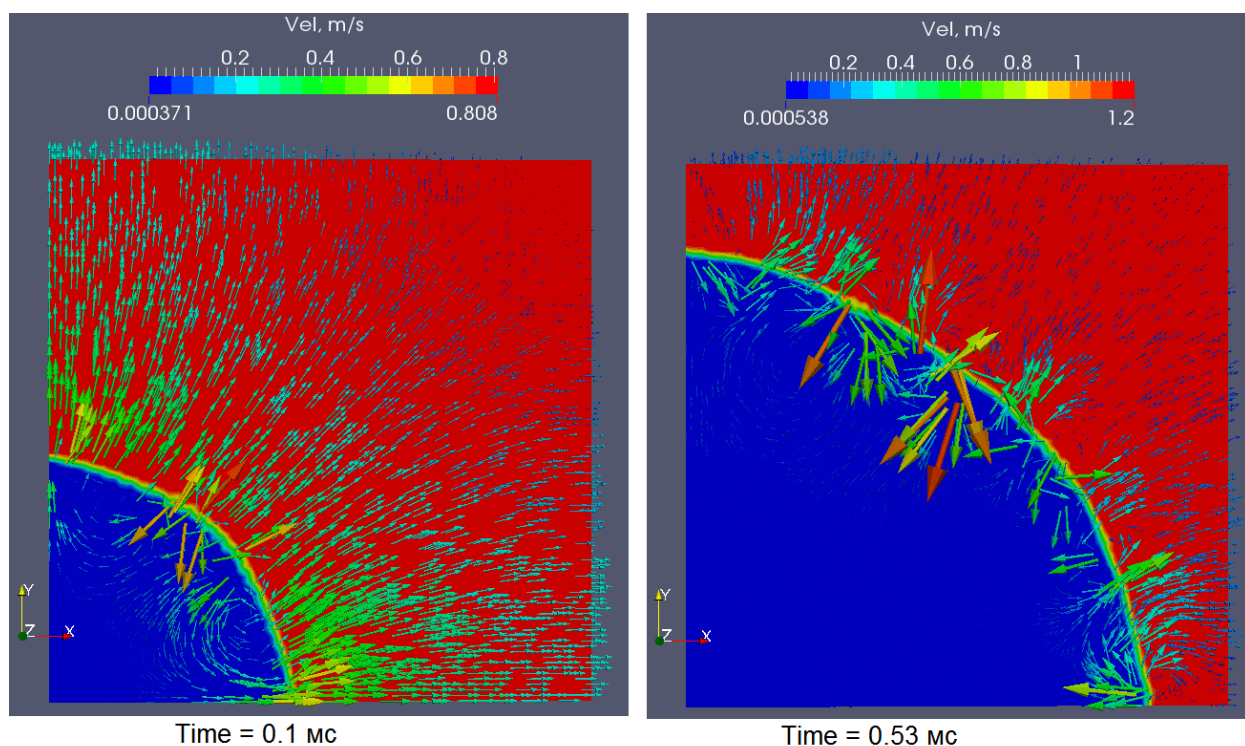 Vel, m/s
0.2 0.4 0.6 0.8
0.000371 0.808
Y
Z X
Time = 0.1 мс
Vel, m/s
0.2 0.4 0.6 0.8 1
0.000538 1.2
Y
Z X
Time = 0.53 мс